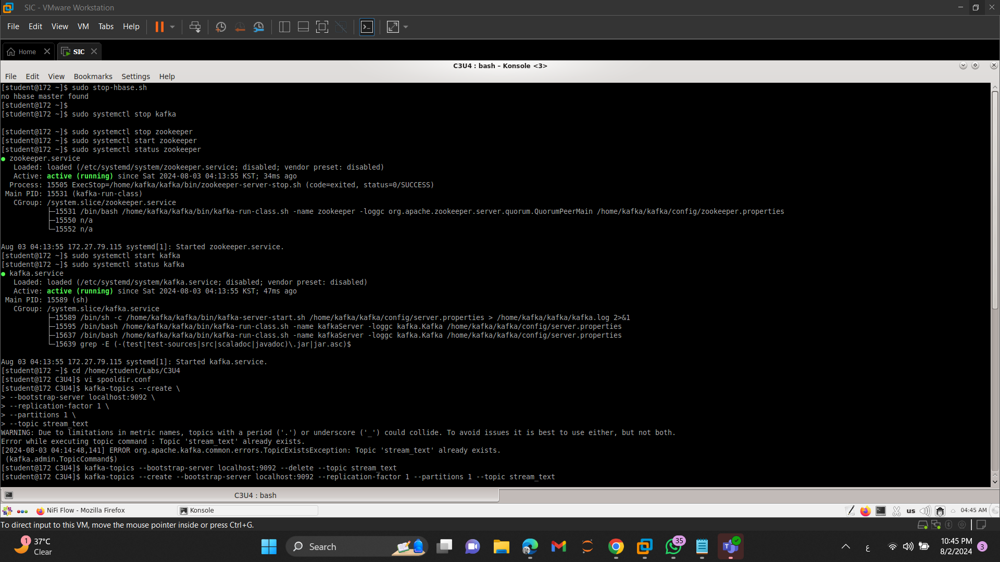 SIC - VMware Workstation
File Edit View VM Tabs Help
Home SIC
C3U4 : bash – Konsole <3>
File Edit View Bookmarks Settings Help
[student@172 ~]$ sudo stop-hbase.sh
no hbase master found
[student@172 ~]$
[student@172 ~]$ sudo systemctl stop kafka
[student@172 ~]$ sudo systemctl stop zookeeper
[student@172 ~]$ sudo systemctl start zookeeper
[student@172 ~]$ sudo systemctl status zookeeper
● zookeeper.service
Loaded: loaded (/etc/systemd/system/zookeeper.service; disabled; vendor preset: disabled)
Active: active (running) since Sat 2024-08-03 04:13:55 KST; 34ms ago
Process: 15505 ExecStop=/home/kafka/kafka/bin/zookeeper-server-stop.sh (code=exited, status=0/SUCCESS)
Main PID: 15531 (kafka-run-class)
CGroup: /system.slice/zookeeper.service
├─15531 /bin/bash /home/kafka/kafka/bin/kafka-run-class.sh -name zookeeper -loggc org.apache.zookeeper.server.quorum.QuorumPeerMain /home/kafka/kafka/config/zookeeper.properties
├─15550 n/a
└─15552 n/a
Aug 03 04:13:55 172.27.79.115 systemd[1]: Started zookeeper.service.
[student@172 ~]$ sudo systemctl start kafka
[student@172 ~]$ sudo systemctl status kafka
● kafka.service
Loaded: loaded (/etc/systemd/system/kafka.service; disabled; vendor preset: disabled)
Active: active (running) since Sat 2024-08-03 04:13:55 KST; 47ms ago
Main PID: 15589 (sh)
CGroup: /system.slice/kafka.service
├─15589 /bin/sh -c /home/kafka/kafka/bin/kafka-server-start.sh /home/kafka/kafka/config/server.properties > /home/kafka/kafka/kafka.log 2>&1
├─15595 /bin/bash /home/kafka/kafka/bin/kafka-run-class.sh -name kafkaServer -loggc kafka.Kafka /home/kafka/kafka/config/server.properties
├─15637 /bin/bash /home/kafka/kafka/bin/kafka-run-class.sh -name kafkaServer -loggc kafka.Kafka /home/kafka/kafka/config/server.properties
└─15639 grep -E (-(test|test-sources|src|scaladoc|javadoc)\.jar|jar.asc)$
Aug 03 04:13:55 172.27.79.115 systemd[1]: Started kafka.service.
[student@172 ~]$ cd /home/student/Labs/C3U4
[student@172 C3U4]$ vi spooldir.conf
[student@172 C3U4]$ kafka-topics --create \
> --bootstrap-server localhost:9092 \
> --replication-factor 1 \
> --partitions 1 \
> --topic stream_text
WARNING: Due to limitations in metric names, topics with a period ('.') or underscore ('_') could collide. To avoid issues it is best to use either, but not both.
Error while executing topic command : Topic 'stream_text' already exists.
[2024-08-03 04:14:48,141] ERROR org.apache.kafka.common.errors.TopicExistsException: Topic 'stream_text' already exists.
(kafka.admin.TopicCommand$)
[student@172 C3U4]$ kafka-topics --bootstrap-server localhost:9092 --delete --topic stream_text
[student@172 C3U4]$ kafka-topics --create --bootstrap-server localhost:9092 --replication-factor 1 --partitions 1 --topic stream_text
C3U4 : bash
NiFi Flow - Mozilla Firefox Konsole us 04:45 AM
To direct input to this VM, move the mouse pointer inside or press Ctrl+G.
1 37°C
Clear
Search
35
ع
10:45 PM
8/2/2024
3